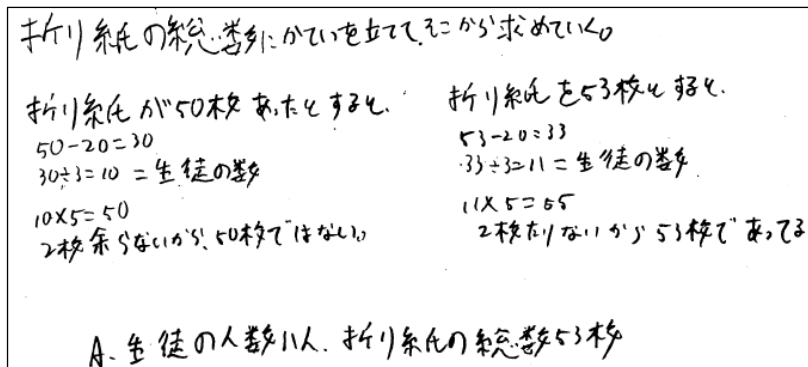 折り紙の総数にかていを立てて、そこから求めていく。
折り紙が50枚あったとすると、
50-20=30
30÷3=10 = 生徒の数
10×5=50
2枚余らないから、50枚ではない。
折り紙を53枚とすると、
53-20=33
33÷3=11 = 生徒の数
11×5=55
2枚たりないから53枚であってる
A. 生徒の人数11人、折り紙の総数53枚